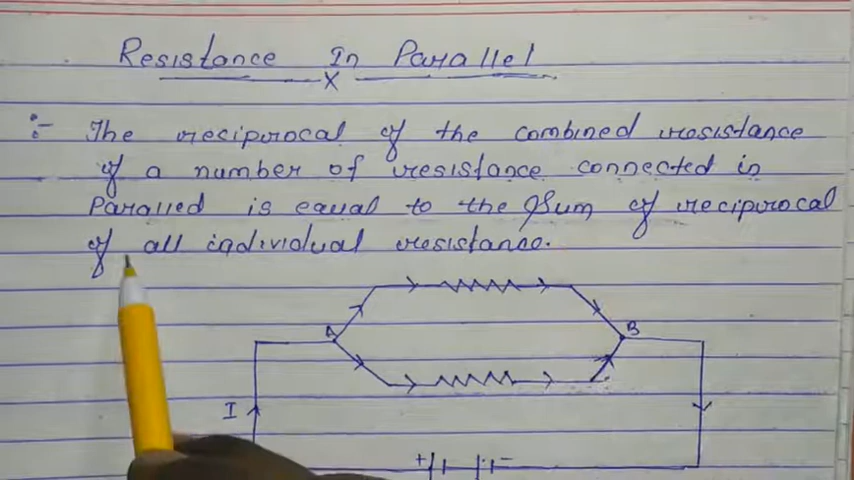 Resistance In Parallel
X
:- The reciprocal of the combined resistance
of a number of resistance connected in
Paralled is equal to the Sum of reciprocal
of all individual resistance.
A B
I
+ -